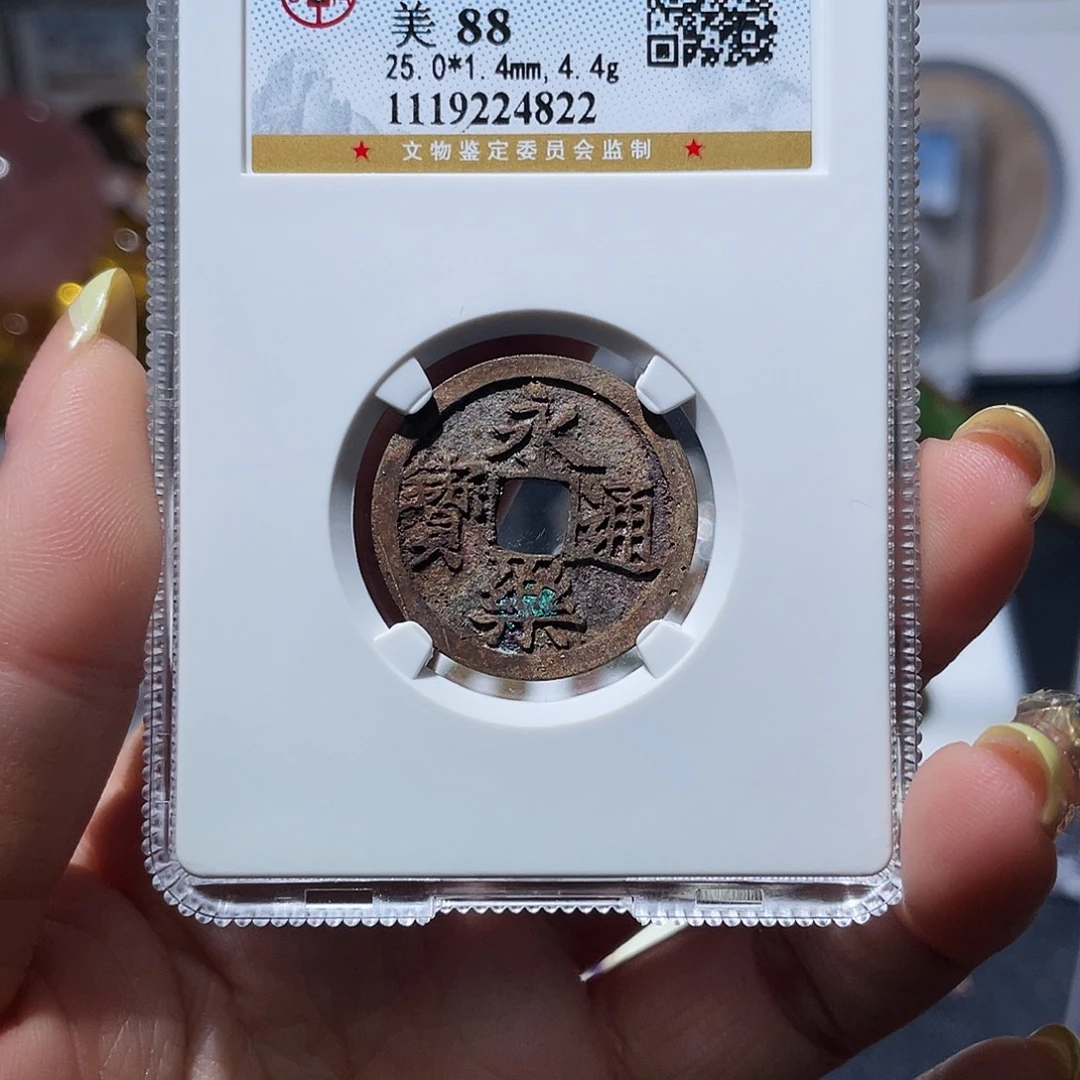 美 88
25.0*1.4mm, 4.4g
1119224822
★ 文物鉴定委员会监制 ★
永樂通寳